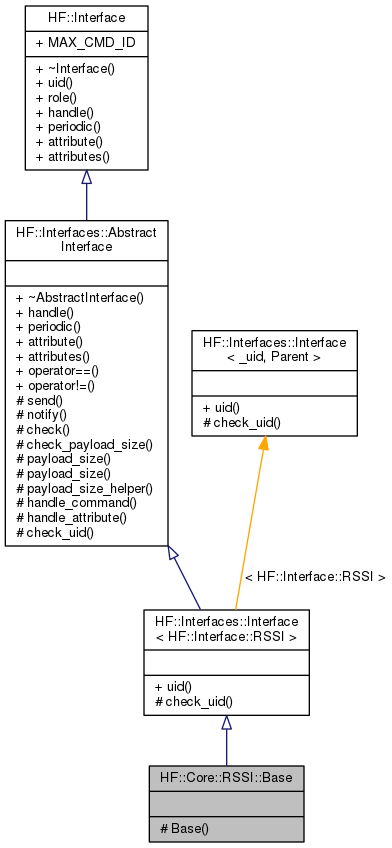 HF::Interface
+ MAX_CMD_ID
+ ~Interface()
+ uid()
+ role()
+ handle()
+ periodic()
+ attribute()
+ attributes()
HF::Interfaces::Abstract
Interface
+ ~AbstractInterface()
+ handle()
+ periodic()
+ attribute()
+ attributes()
+ operator==()
+ operator!=()
# send()
# notify()
# check()
# check_payload_size()
# payload_size()
# payload_size()
# payload_size_helper()
# handle_command()
# handle_attribute()
# check_uid()
HF::Interfaces::Interface
< _uid, Parent >
+ uid()
# check_uid()
< HF::Interface::RSSI >
HF::Interfaces::Interface
< HF::Interface::RSSI >
+ uid()
# check_uid()
HF::Core::RSSI::Base
# Base()